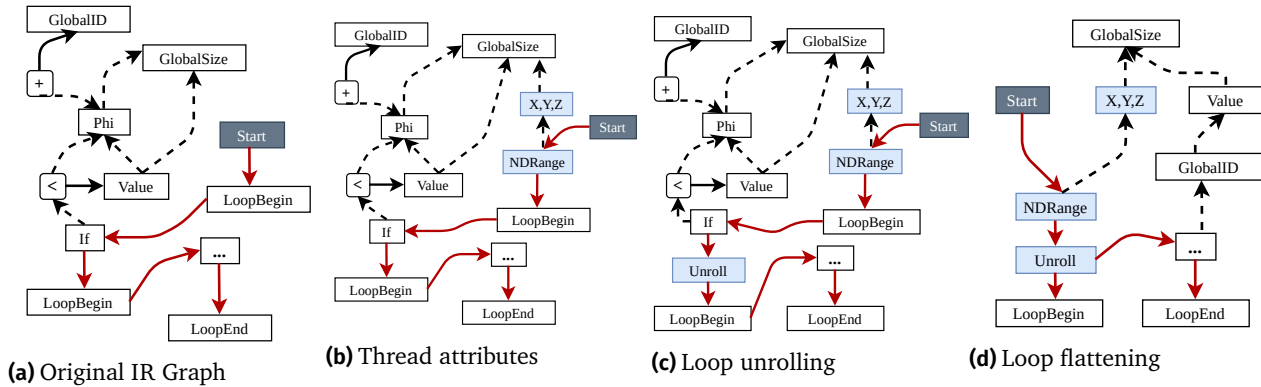 GlobalID
GlobalSize
+
Phi
Start
<
Value
LoopBegin
If
...
LoopBegin
LoopEnd
(a) Original IR Graph
GlobalID
GlobalSize
+
X,Y,Z
Phi
Start
NDRange
<
Value
LoopBegin
If
...
LoopBegin
LoopEnd
(b) Thread attributes
GlobalID
GlobalSize
+
X,Y,Z
Phi
Start
NDRange
<
Value
LoopBegin
If
...
Unroll
LoopBegin
LoopEnd
(c) Loop unrolling
GlobalSize
Start
X,Y,Z
Value
GlobalID
NDRange
...
Unroll
LoopBegin
LoopEnd
(d) Loop flattening